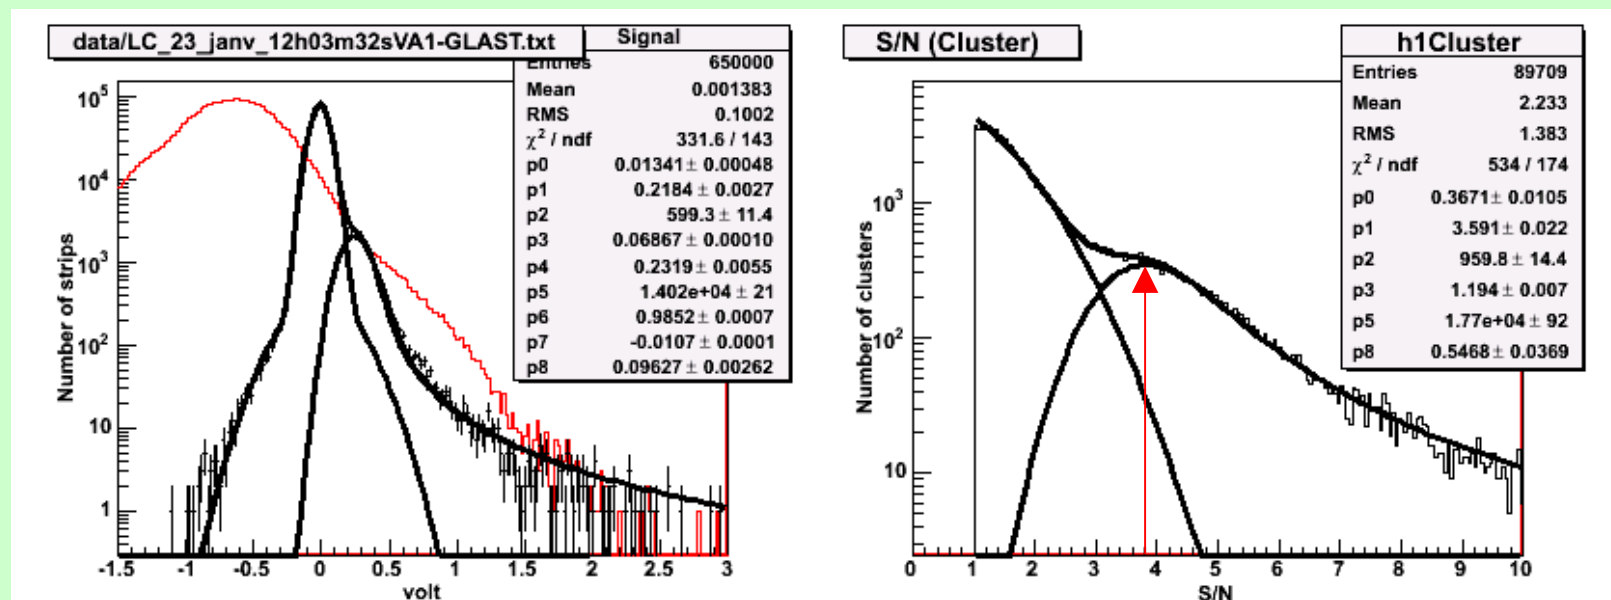 data/LC_23_janv_12h03m32sVA1-GLAST.txt
Signal
Entries 650000
Mean 0.001383
RMS 0.1002
χ² / ndf 331.6 / 143
p0 0.01341 ± 0.00048
p1 0.2184 ± 0.0027
p2 599.3 ± 11.4
p3 0.06867 ± 0.00010
p4 0.2319 ± 0.0055
p5 1.402e+04 ± 21
p6 0.9852 ± 0.0007
p7 -0.0107 ± 0.0001
p8 0.09627 ± 0.00262
Number of strips
10⁵
10⁴
10³
10²
10
1
-1.5 -1 -0.5 0 0.5 1 1.5 2 2.5 3
volt
S/N (Cluster)
h1Cluster
Entries 89709
Mean 2.233
RMS 1.383
χ² / ndf 534 / 174
p0 0.3671 ± 0.0105
p1 3.591 ± 0.022
p2 959.8 ± 14.4
p3 1.194 ± 0.007
p5 1.77e+04 ± 92
p8 0.5468 ± 0.0369
Number of clusters
10³
10²
10
0 1 2 3 4 5 6 7 8 9 10
S/N